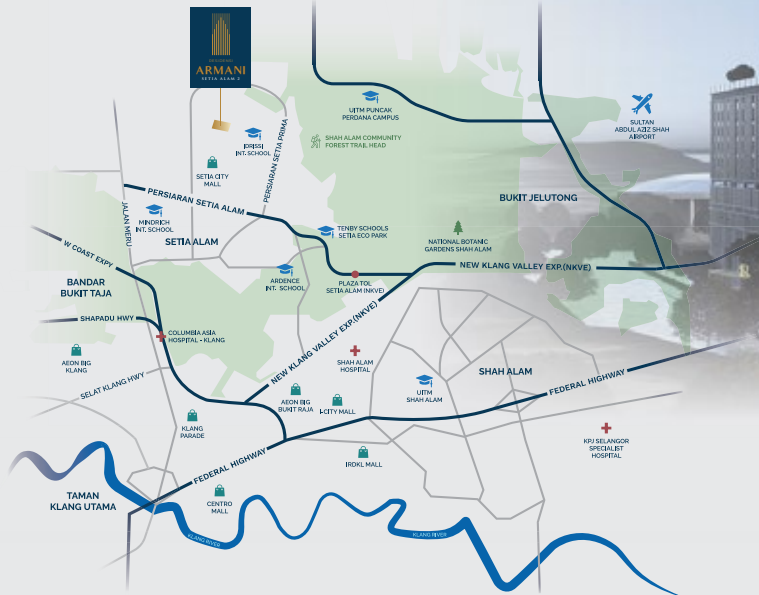 RESIDENSI
ARMANI
SETIA ALAM 2
UITM PUNCAK
PERDANA CAMPUS
SULTAN
ABDUL AZIZ SHAH
AIRPORT
IDRISSI
INT. SCHOOL
SHAH ALAM COMMUNITY
FOREST TRAIL HEAD
PERSIARAN SETIA PRIMA
SETIA CITY
MALL
PERSIARAN SETIA ALAM
BUKIT JELUTONG
JALAN MERU
MINDRICH
INT. SCHOOL
SETIA ALAM
TENBY SCHOOLS
SETIA ECO PARK
NATIONAL BOTANIC
GARDENS SHAH ALAM
W COAST EXPY
NEW KLANG VALLEY EXP.(NKVE)
BANDAR
BUKIT TAJA
ARDENCE
INT. SCHOOL
PLAZA TOL
SETIA ALAM (NKVE)
SHAPADU HWY
NEW KLANG VALLEY EXP.(NKVE)
COLUMBIA ASIA
HOSPITAL - KLANG
AEON BIG
KLANG
SHAH ALAM
HOSPITAL
SHAH ALAM
SELAT KLANG HWY
UITM
SHAH ALAM
FEDERAL HIGHWAY
AEON BIG
BUKIT RAJA
I-CITY MALL
KLANG
PARADE
KPJ SELANGOR
SPECIALIST
HOSPITAL
FEDERAL HIGHWAY
IRDKL MALL
TAMAN
KLANG UTAMA
CENTRO
MALL
KLANG RIVER
KLANG RIVER